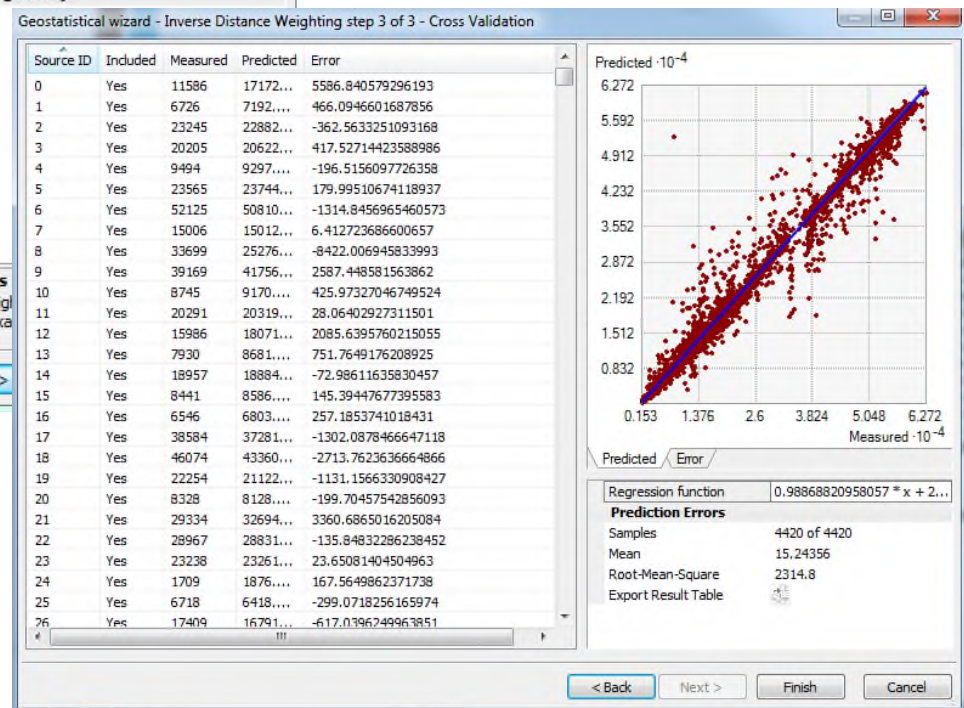 Geostatistical wizard - Inverse Distance Weighting step 3 of 3 - Cross Validation
Source ID Included Measured Predicted Error
0 Yes 11586 17172... 5586.840579296193
1 Yes 6726 7192.... 466.0946601687856
2 Yes 23245 22882... -362.5633251093168
3 Yes 20205 20622... 417.52714423588986
4 Yes 9494 9297.... -196.5156097726358
5 Yes 23565 23744... 179.99510674118937
6 Yes 52125 50810... -1314.8456965460573
7 Yes 15006 15012... 6.412723686600657
8 Yes 33699 25276... -8422.006945833993
9 Yes 39169 41756... 2587.448581563862
10 Yes 8745 9170.... 425.97327046749524
11 Yes 20291 20319... 28.06402927311501
12 Yes 15986 18071... 2085.6395760215055
13 Yes 7930 8681.... 751.7649176208925
14 Yes 18957 18884... -72.98611635830457
15 Yes 8441 8586.... 145.39447677395583
16 Yes 6546 6803.... 257.1853741018431
17 Yes 38584 37281... -1302.0878466647118
18 Yes 46074 43360... -2713.7623636664866
19 Yes 22254 21122... -1131.1566330908427
20 Yes 8328 8128.... -199.70457542856093
21 Yes 29334 32694... 3360.6865016205084
22 Yes 28967 28831... -135.84832286238452
23 Yes 23238 23261... 23.65081404504963
24 Yes 1709 1876.... 167.5649862371738
25 Yes 6718 6418.... -299.0718256165974
26 Yes 17409 16791... -617.0396249963851
Predicted ·10⁻⁴
6.272
5.592
4.912
4.232
3.552
2.872
2.192
1.512
0.832
0.153 1.376 2.6 3.824 5.048 6.272
Measured ·10⁻⁴
Predicted Error
Regression function 0.98868820958057 * x + 2...
Prediction Errors
Samples 4420 of 4420
Mean 15.24356
Root-Mean-Square 2314.8
Export Result Table
< Back Next > Finish Cancel